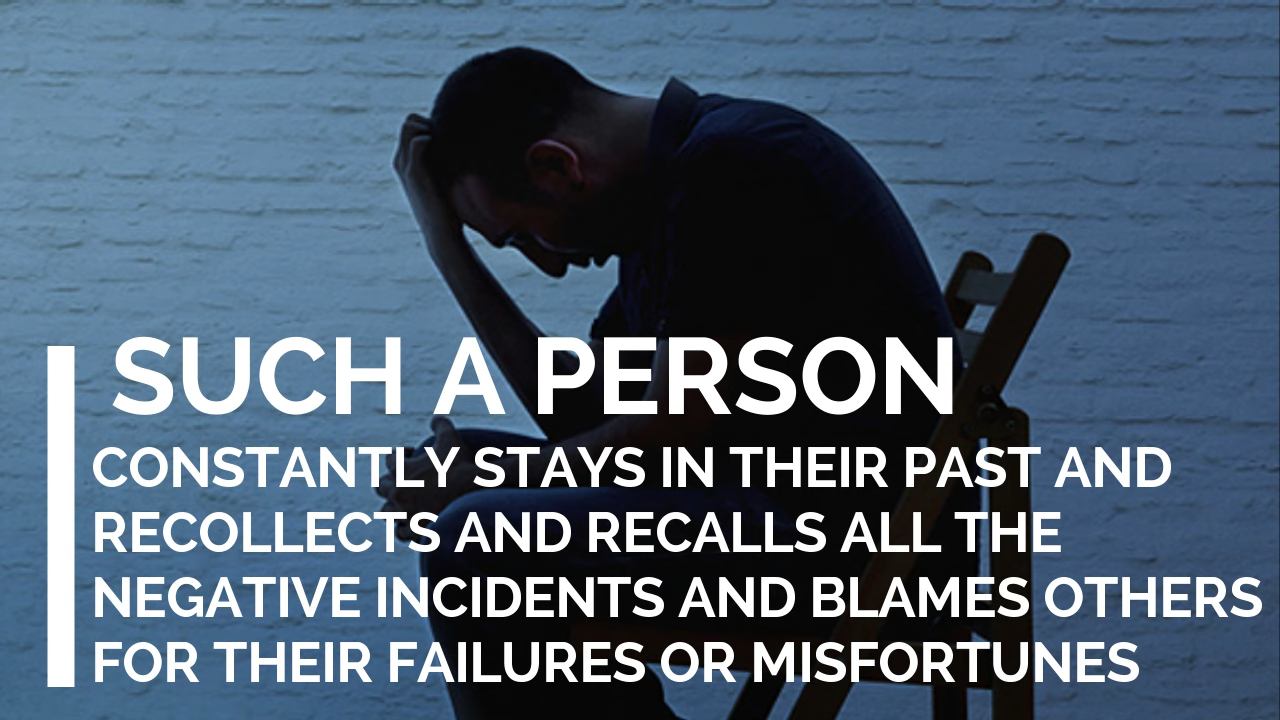 SUCH A PERSON
CONSTANTLY STAYS IN THEIR PAST AND
RECOLLECTS AND RECALLS ALL THE
NEGATIVE INCIDENTS AND BLAMES OTHERS
FOR THEIR FAILURES OR MISFORTUNES